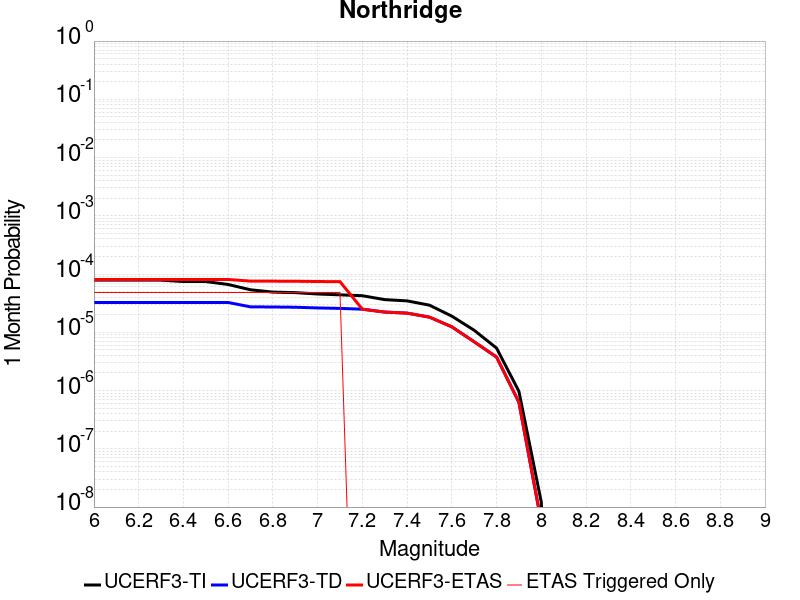 Northridge
10^0
10^-1
10^-2
10^-3
10^-4
10^-5
10^-6
10^-7
10^-8
1 Month Probability
6 6.2 6.4 6.6 6.8 7 7.2 7.4 7.6 7.8 8 8.2 8.4 8.6 8.8 9
Magnitude
UCERF3-TI UCERF3-TD UCERF3-ETAS ETAS Triggered Only